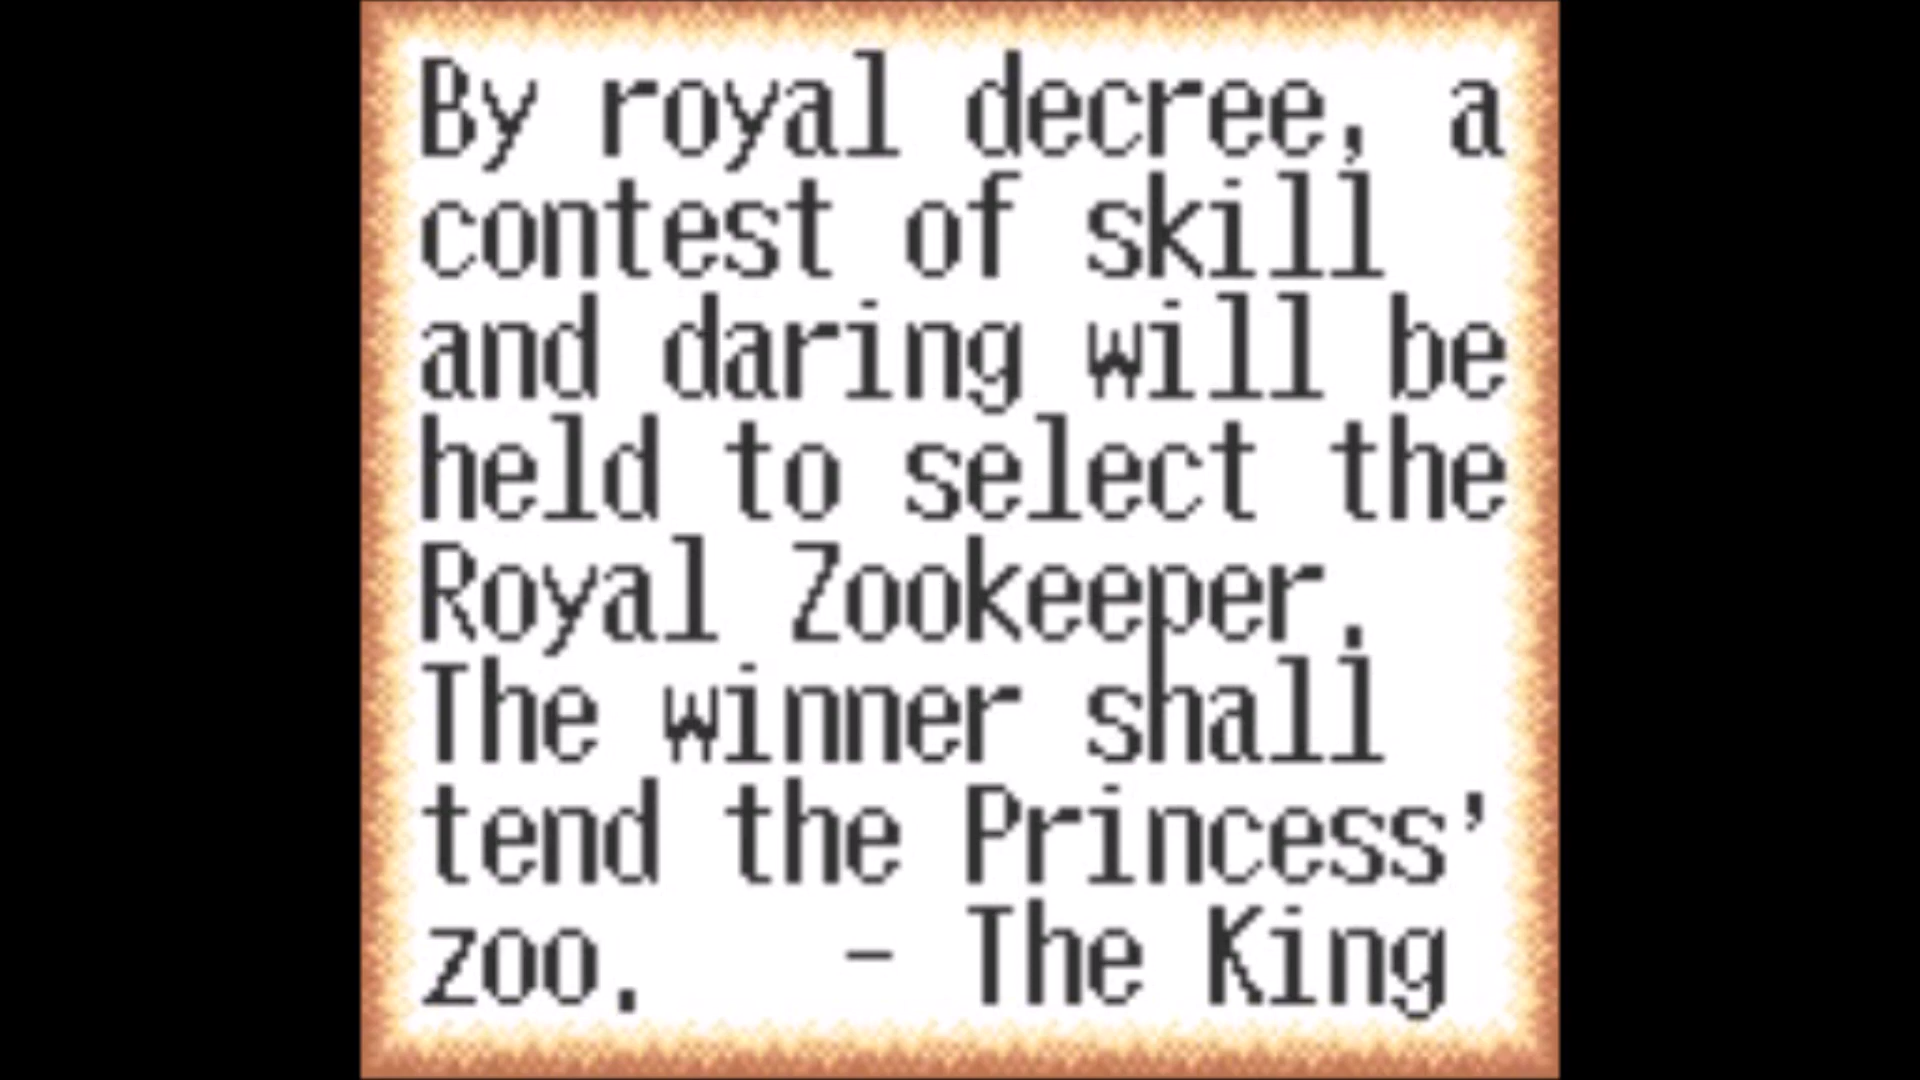 By royal decree, a
contest of skill
and daring will be
held to select the
Royal Zookeeper.
The winner shall
tend the Princess'
zoo.   - The King